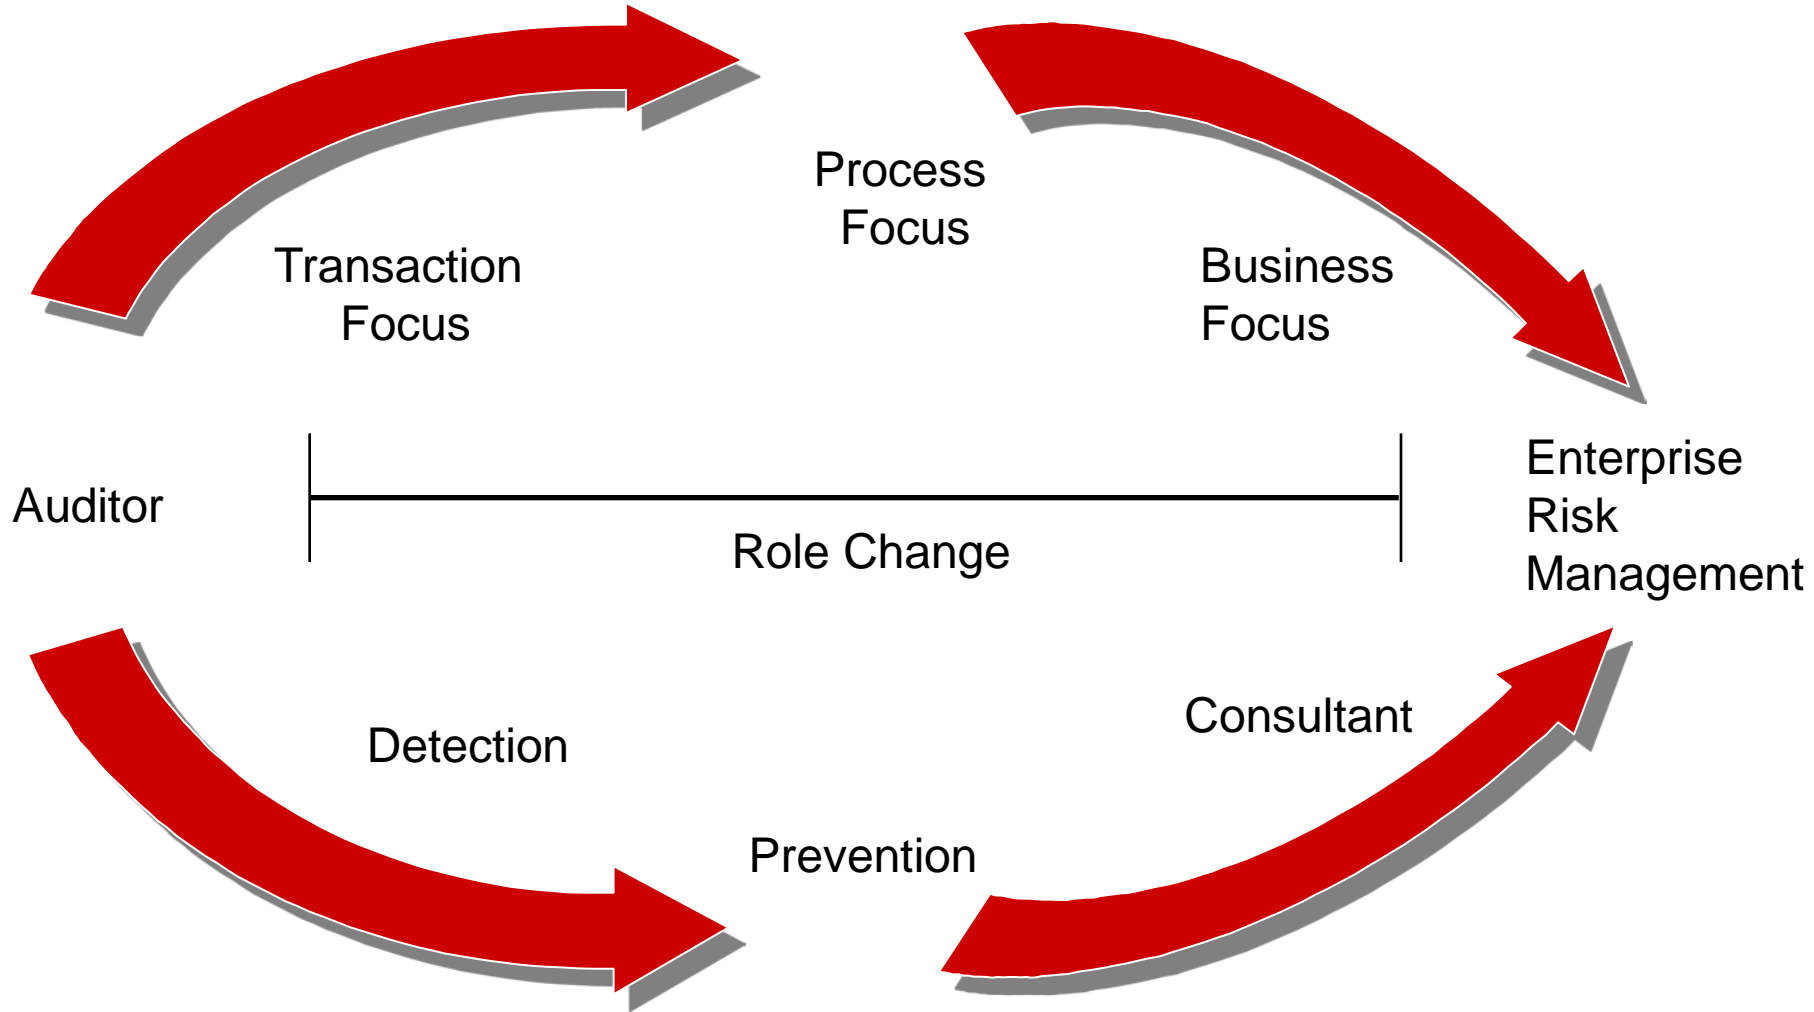 Process
Focus
Transaction
Focus
Business
Focus
Auditor
Role Change
Enterprise
Risk
Management
Detection
Consultant
Prevention